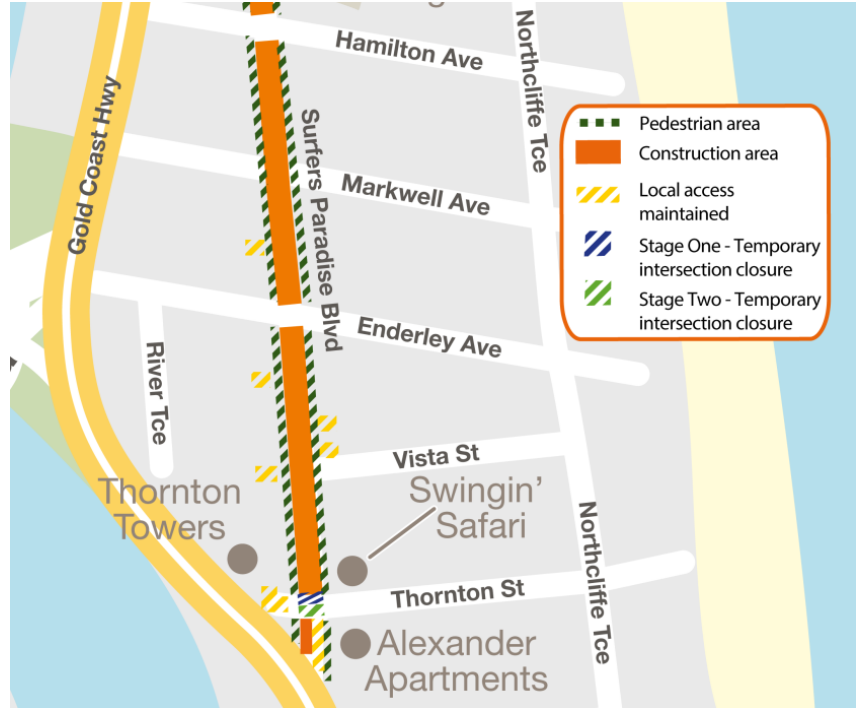 Hamilton Ave
Northcliffe Tce
Gold Coast Hwy
Surfers Paradise Blvd
Pedestrian area
Construction area
Local access
maintained
Stage One - Temporary
intersection closure
Stage Two - Temporary
intersection closure
Markwell Ave
Enderley Ave
River Tce
Vista St
Thornton
Towers
Swingin’
Safari
Northcliffe Tce
Thornton St
Alexander
Apartments